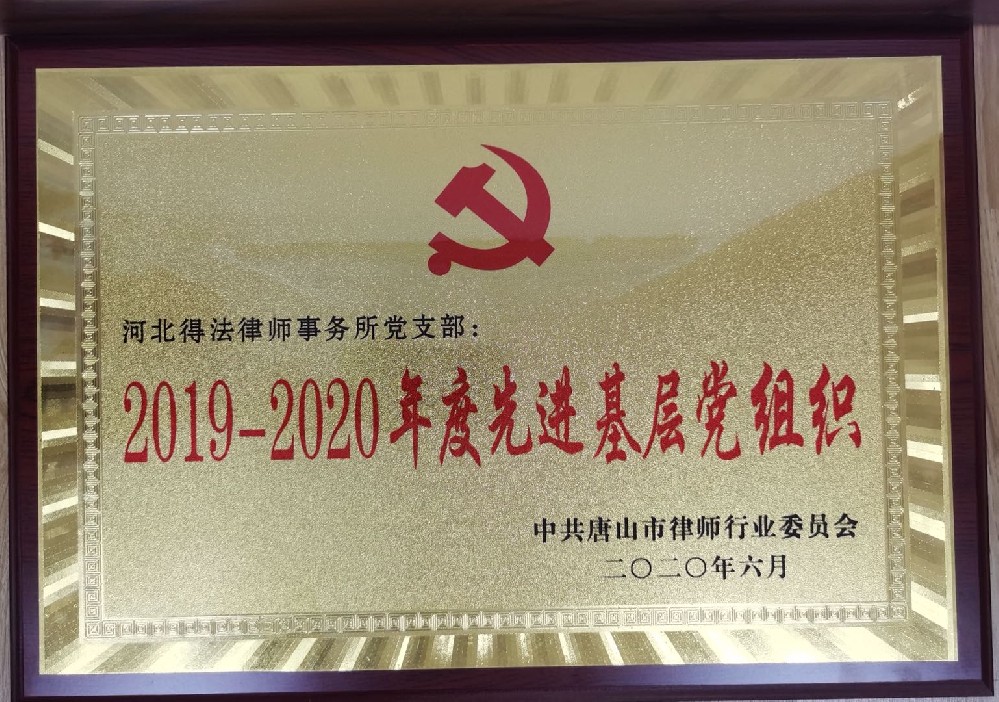 河北得法律师事务所党支部：
2019-2020年度先进基层党组织
中共唐山市律师行业委员会
二〇二〇年六月